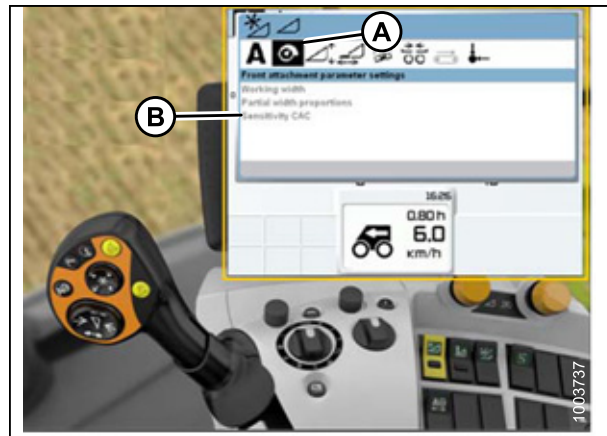 A
A
Front attachment parameter settings
Working width
Partial width proportions
B
Sensitivity CAC
16:26
0.80 h
6.0
km/h
1003737